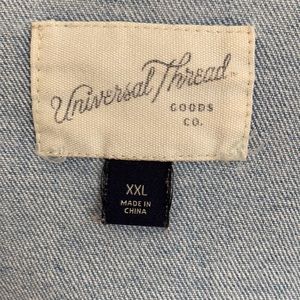 Universal Thread
GOODS
CO.
XXL
MADE IN
CHINA